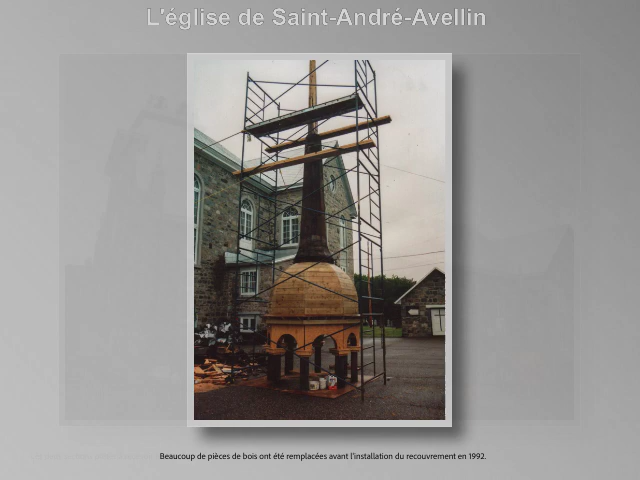 L'église de Saint-André-Avellin
Beaucoup de pièces de bois ont été remplacées avant l'installation du recouvrement en 1992.